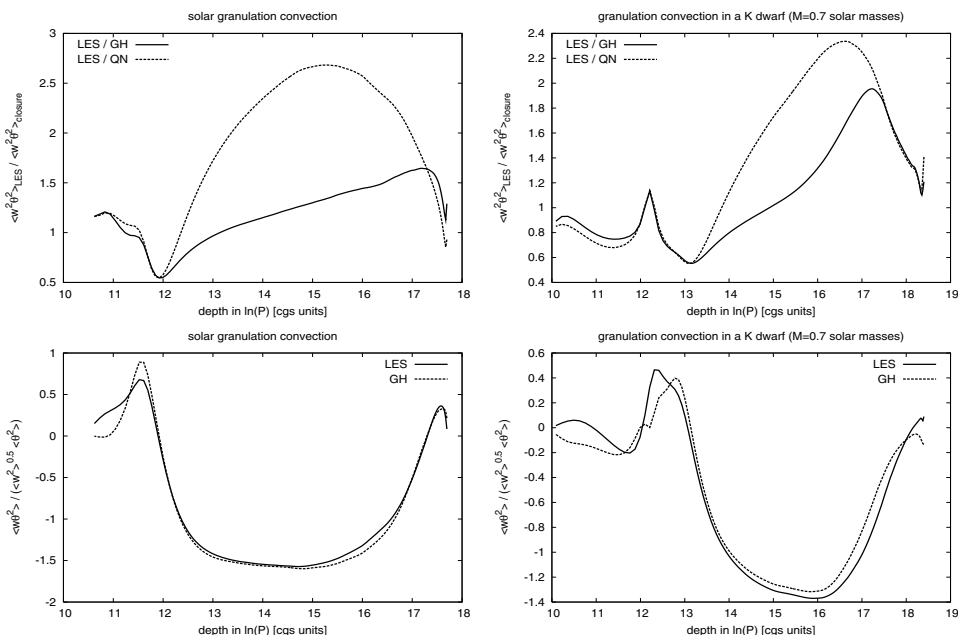 solar granulation convection
3
2.5
2
1.5
1
0.5
10 11 12 13 14 15 16 17 18
depth in ln(P) [cgs units]
<w²θ²>LES / <w²θ²>closure
LES / GH
LES / QN
granulation convection in a K dwarf (M=0.7 solar masses)
2.4
2.2
2
1.8
1.6
1.4
1.2
1
0.8
0.6
0.4
10 11 12 13 14 15 16 17 18 19
depth in ln(P) [cgs units]
<w²θ²>LES / <w²θ²>closure
LES / GH
LES / QN
solar granulation convection
1
0.5
0
-0.5
-1
-1.5
-2
10 11 12 13 14 15 16 17 18
depth in ln(P) [cgs units]
<wθ²> / (<w²>^0.5 <θ²>)
LES
GH
granulation convection in a K dwarf (M=0.7 solar masses)
0.6
0.4
0.2
0
-0.2
-0.4
-0.6
-0.8
-1
-1.2
-1.4
10 11 12 13 14 15 16 17 18 19
depth in ln(P) [cgs units]
<wθ²> / (<w²>^0.5 <θ²>)
LES
GH